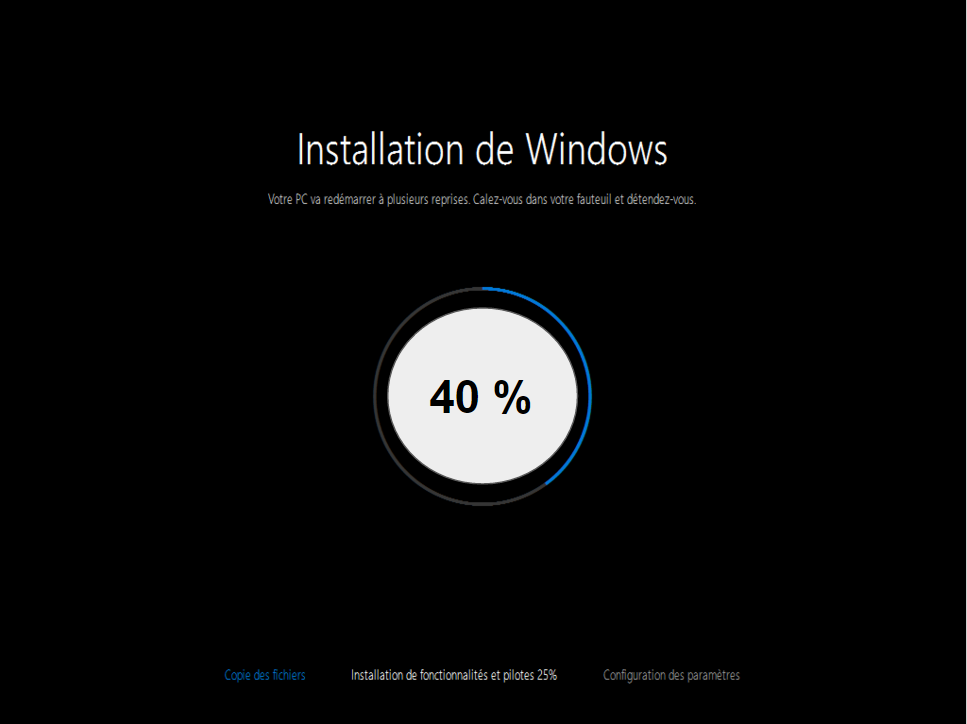 Installation de Windows
Votre PC va redémarrer à plusieurs reprises. Calez-vous dans votre fauteuil et détendez-vous.
40 %
Copie des fichiers Installation de fonctionnalités et pilotes 25% Configuration des paramètres